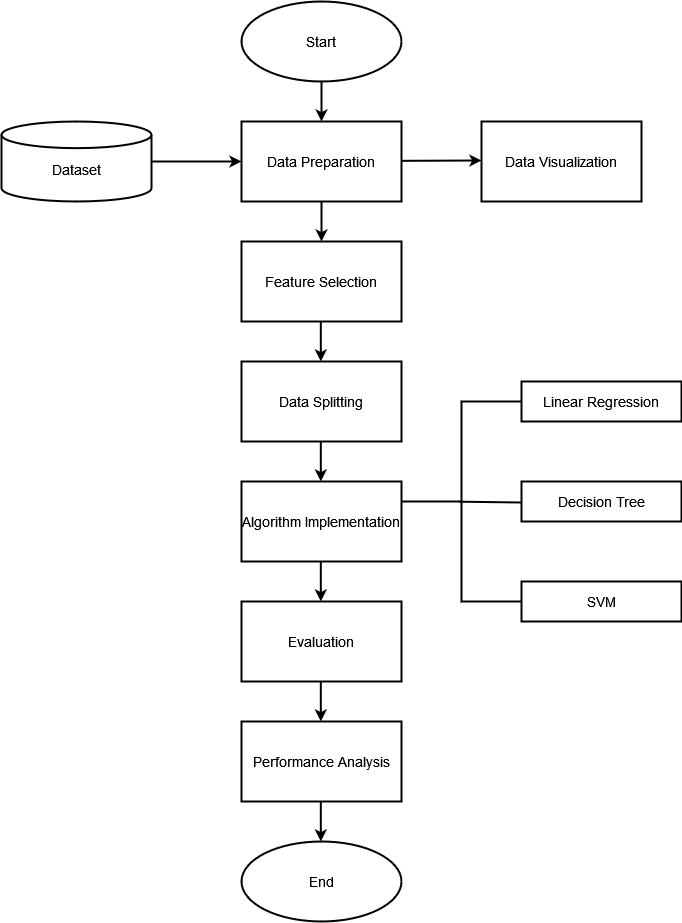 Start
Dataset
Data Preparation
Data Visualization
Feature Selection
Data Splitting
Linear Regression
Algorithm Implementation
Decision Tree
SVM
Evaluation
Performance Analysis
End